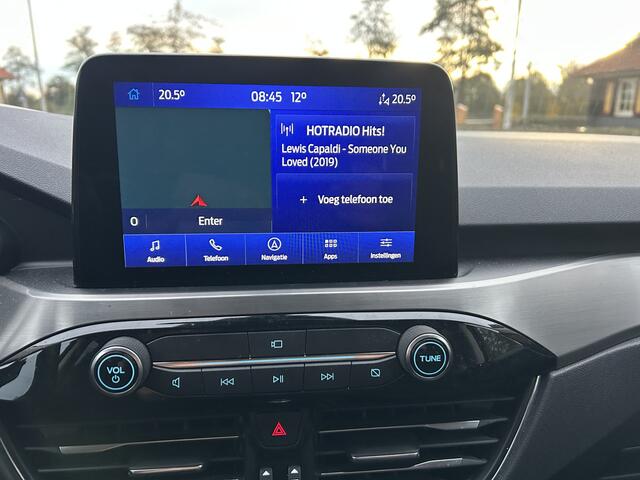 20.5° 08:45 12° 20.5°
HOTRADIO Hits!
Lewis Capaldi - Someone You
Loved (2019)
+ Voeg telefoon toe
0 Enter
Audio Telefoon Navigatie Apps Instellingen
VOL
TUNE